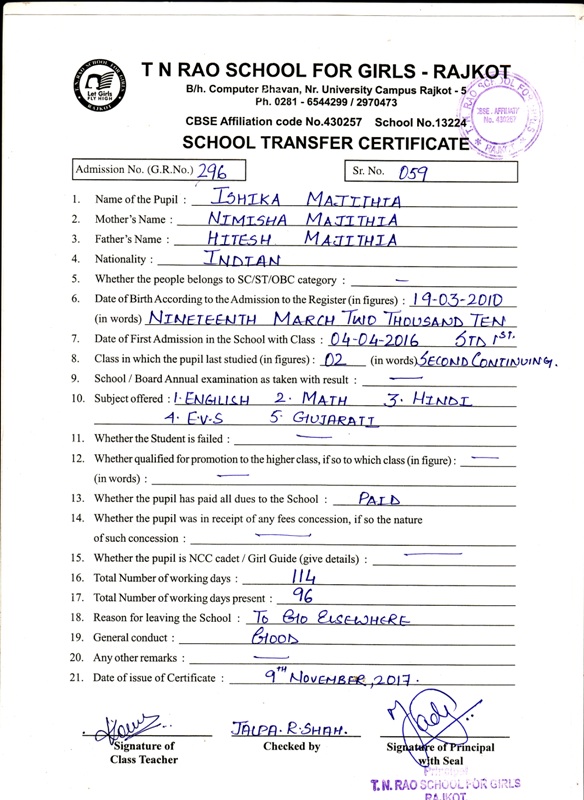 T. N. RAO SCHOOL FOR GIRLS
Let Girls
FLY HIGH
RAJKOT
T N RAO SCHOOL FOR GIRLS - RAJKOT
B/h. Computer Bhavan, Nr. University Campus Rajkot - 5
Ph. 0281 - 6544299 / 2970473
CBSE Affiliation code No.430257 School No.13224
T. N. RAO SCHOOL FOR GIRLS
CBSE. AFFILIAT
No. 430257
SCHOOL TRANSFER CERTIFICATE
Admission No. (G.R.No.) 296 Sr. No. 059
1. Name of the Pupil : ISHIKA MAJITHIA
2. Mother's Name : NIMISHA MAJITHIA
3. Father's Name : HITESH MAJITHIA
4. Nationality : INDIAN
5. Whether the people belongs to SC/ST/OBC category : —
6. Date of Birth According to the Admission to the Register (in figures) : 19-03-2010
(in words) NINETEENTH MARCH TWO THOUSAND TEN
7. Date of First Admission in the School with Class : 04-04-2016 STD 1ST.
8. Class in which the pupil last studied (in figures) : 02 (in words) SECOND CONTINUING.
9. School / Board Annual examination as taken with result : —
10. Subject offered : 1. ENGLISH 2. MATH 3. HINDI
4. E.V.S 5. GUJARATI
11. Whether the Student is failed : —
12. Whether qualified for promotion to the higher class, if so to which class (in figure) : —
(in words) : —
13. Whether the pupil has paid all dues to the School : PAID
14. Whether the pupil was in receipt of any fees concession, if so the nature
of such concession : —
15. Whether the pupil is NCC cadet / Girl Guide (give details) : —
16. Total Number of working days : 114
17. Total Number of working days present : 96
18. Reason for leaving the School : TO GO ELSEWHERE
19. General conduct : GOOD
20. Any other remarks : —
21. Date of issue of Certificate : 9TH NOVEMBER, 2017.
JALPA. R. SHAH.
Signature of Checked by Signature of Principal
Class Teacher with Seal
Principal
T. N. RAO SCHOOL FOR GIRLS
RAJKOT